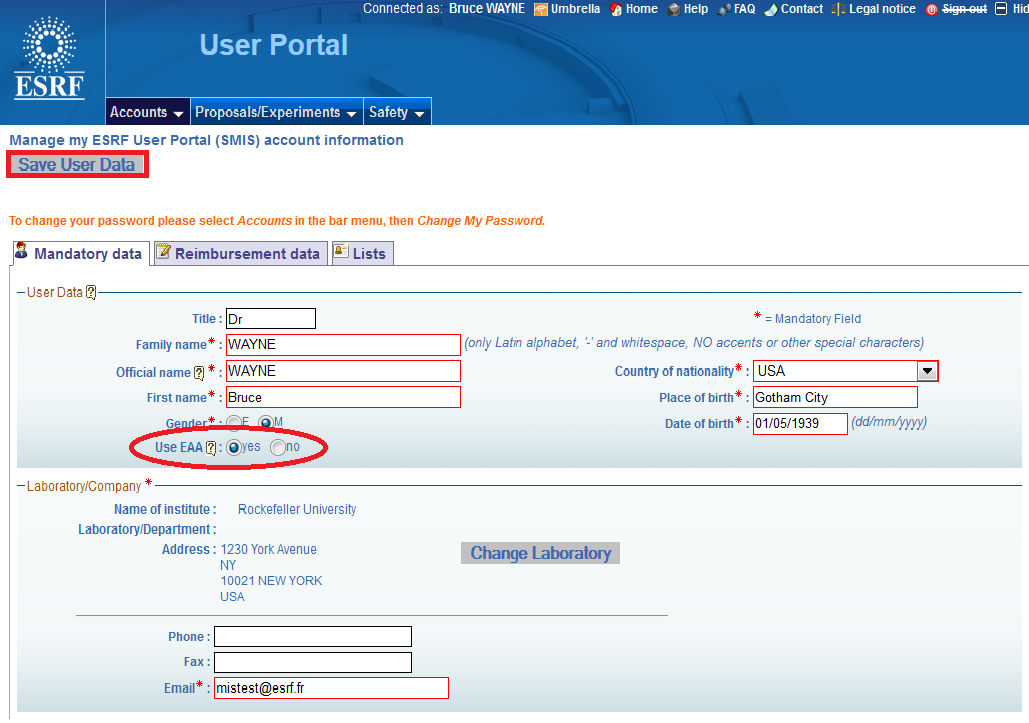 Connected as: Bruce WAYNE Umbrella Home Help FAQ Contact Legal notice Sign out Hid
ESRF
User Portal
Accounts Proposals/Experiments Safety
Manage my ESRF User Portal (SMIS) account information
Save User Data
To change your password please select Accounts in the bar menu, then Change My Password.
Mandatory data Reimbursement data Lists
User Data ?
Title : Dr * = Mandatory Field
Family name* : WAYNE (only Latin alphabet, '-' and whitespace, NO accents or other special characters)
Official name ? * : WAYNE Country of nationality* : USA
First name* : Bruce Place of birth* : Gotham City
Gender* : F M Date of birth* : 01/05/1939 (dd/mm/yyyy)
Use EAA ? : yes no
Laboratory/Company *
Name of institute : Rockefeller University
Laboratory/Department :
Address : 1230 York Avenue
NY
10021 NEW YORK
USA
Change Laboratory
Phone :
Fax :
Email* : mistest@esrf.fr